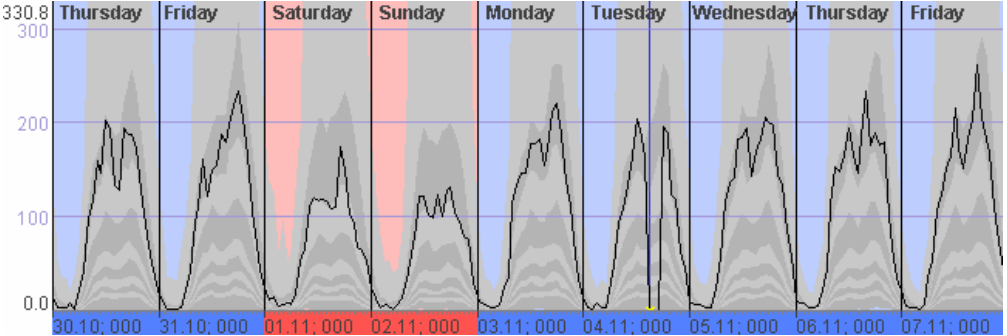 330.8 Thursday Friday Saturday Sunday Monday Tuesday Wednesday Thursday Friday
300
200
100
0.0
30.10; 000 31.10; 000 01.11; 000 02.11; 000 03.11; 000 04.11; 000 05.11; 000 06.11; 000 07.11; 000